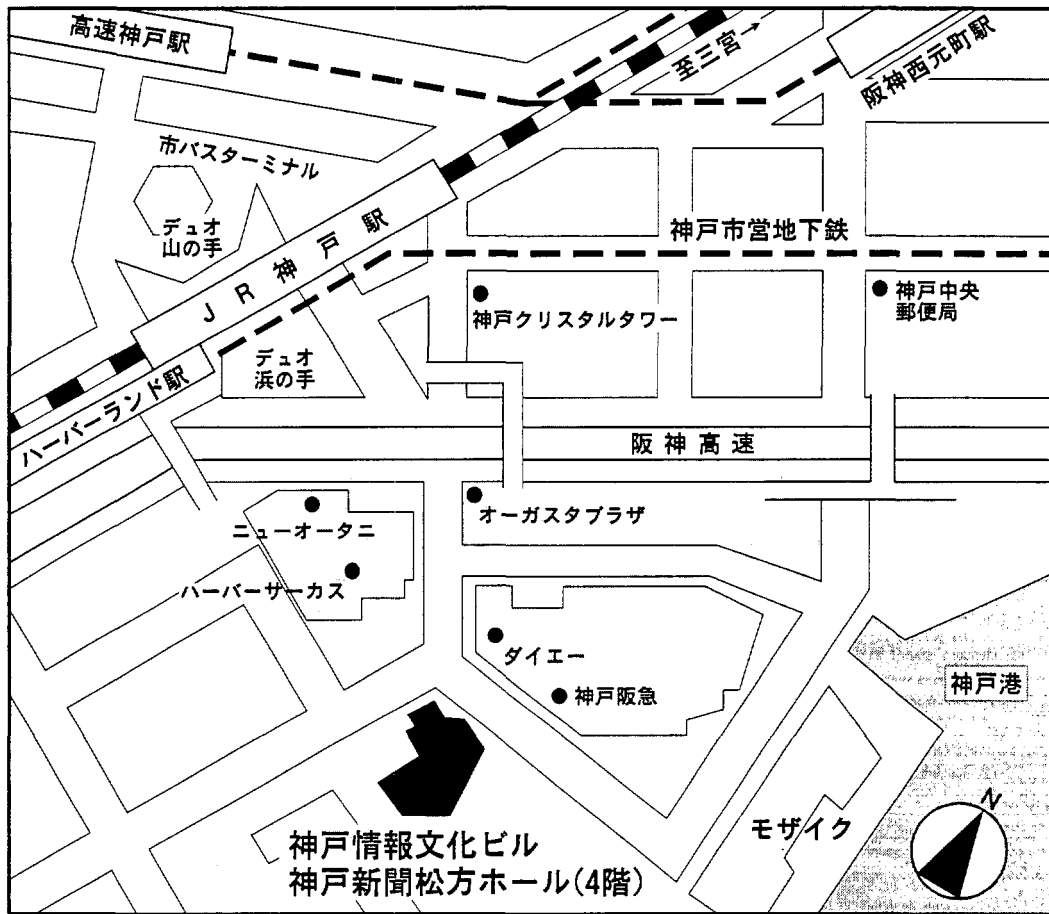 高速神戸駅
至三宮→
阪神西元町駅
市バスターミナル
デュオ
山の手
JR神戸駅
神戸市営地下鉄
神戸クリスタルタワー
神戸中央
郵便局
デュオ
浜の手
ハーバーランド駅
阪神高速
ニューオータニ
オーガスタプラザ
ハーバーサーカス
ダイエー
神戸阪急
神戸港
モザイク
N
神戸情報文化ビル
神戸新聞松方ホール(4階)